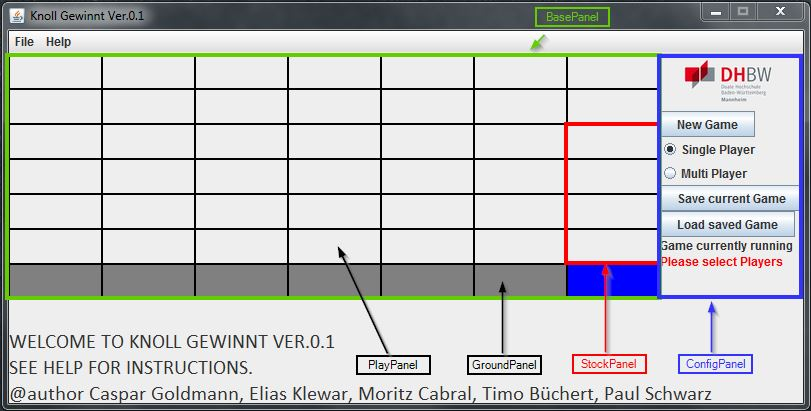 Knoll Gewinnt Ver.0.1
BasePanel
File Help
DHBW
Duale Hochschule
Baden-Württemberg
Mannheim
New Game
Single Player
Multi Player
Save current Game
Load saved Game
Game currently running
Please select Players
WELCOME TO KNOLL GEWINNT VER.0.1
SEE HELP FOR INSTRUCTIONS.
PlayPanel GroundPanel StockPanel ConfigPanel
@author Caspar Goldmann, Elias Klewar, Moritz Cabral, Timo Büchert, Paul Schwarz